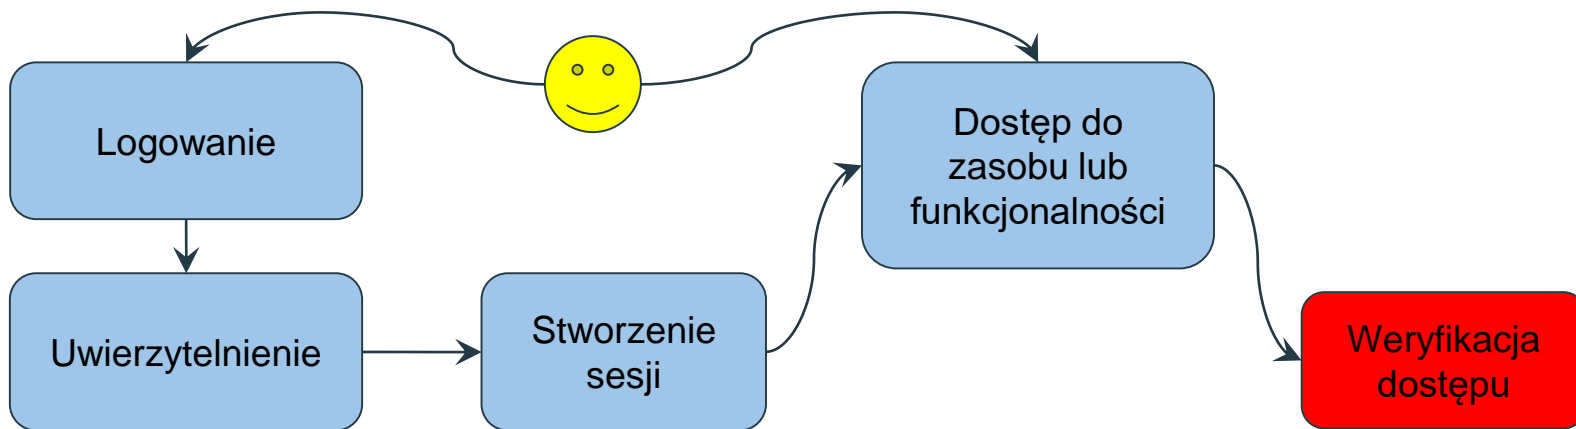 Logowanie
Dostęp do
zasobu lub
funkcjonalności
Uwierzytelnienie
Stworzenie
sesji
Weryfikacja
dostępu